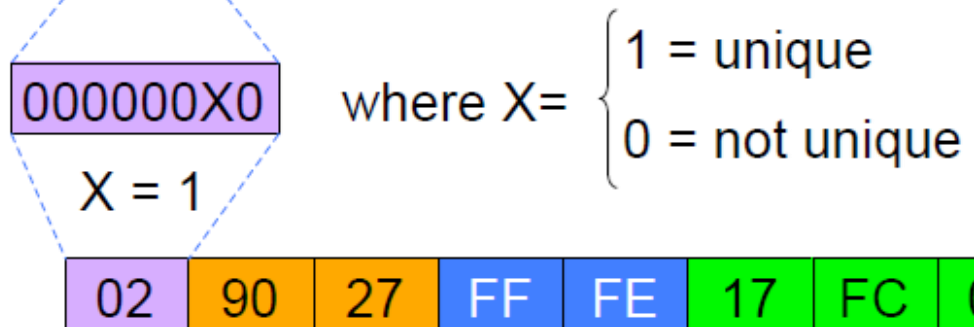 1 = unique
000000X0 where X=
0 = not unique
X = 1
02 90 27 FF FE 17 FC